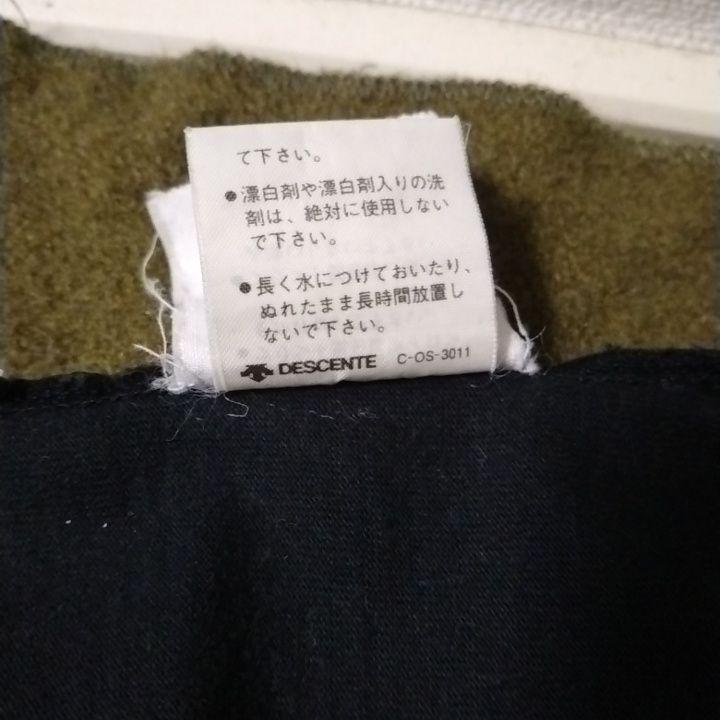 て下さい。
●漂白剤や漂白剤入りの洗
剤は、絶対に使用しない
で下さい。
●長く水につけておいたり、
ぬれたまま長時間放置し
ないで下さい。
DESCENTE C-OS-3011